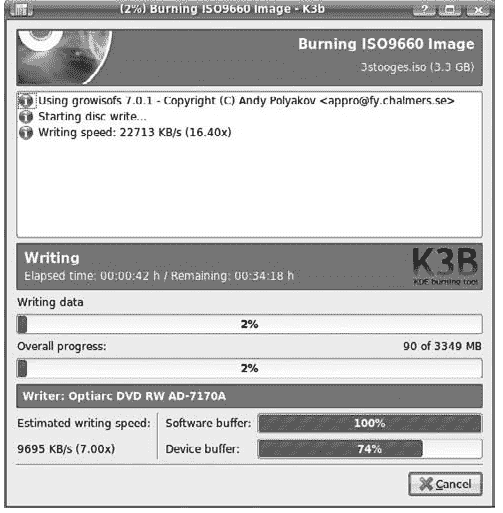 (2%) Burning ISO9660 Image - K3b
Burning ISO9660 Image
3stooges.iso (3.3 GB)
Using growisofs 7.0.1 - Copyright (C) Andy Polyakov <appro@fy.chalmers.se>
Starting disc write...
Writing speed: 22713 KB/s (16.40x)
Writing
Elapsed time: 00:00:42 h / Remaining: 00:34:18 h
K3B
KDE burning tool
Writing data
2%
Overall progress: 90 of 3349 MB
2%
Writer: Optiarc DVD RW AD-7170A
Estimated writing speed: Software buffer: 100%
9695 KB/s (7.00x) Device buffer: 74%
Cancel